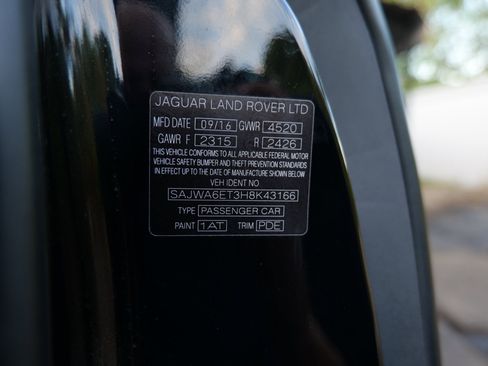 JAGUAR LAND ROVER LTD
MFD DATE 09/16 GVWR 4520
GAWR F 2315 R 2426
THIS VEHICLE CONFORMS TO ALL APPLICABLE FEDERAL MOTOR
VEHICLE SAFETY BUMPER AND THEFT PREVENTION STANDARDS
IN EFFECT UP TO THE DATE OF MANUFACTURE SHOWN BELOW.
VEH IDENT NO
SAJWA6ET3H8K43166
TYPE PASSENGER CAR
PAINT 1AT TRIM PDE